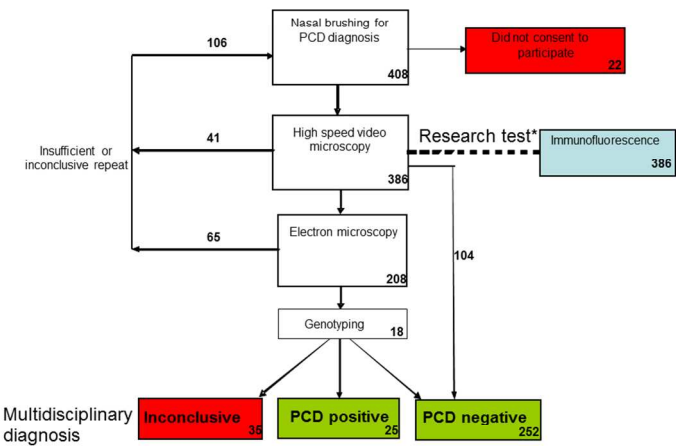 106
Nasal brushing for
PCD diagnosis
408
Did not consent to
participate
22
Insufficient or
inconclusive repeat
41
High speed video
microscopy
386
Research test*
Immunofluorescence
386
65
Electron microscopy
208
104
Genotyping
18
Multidisciplinary
diagnosis
Inconclusive
35
PCD positive
25
PCD negative
252